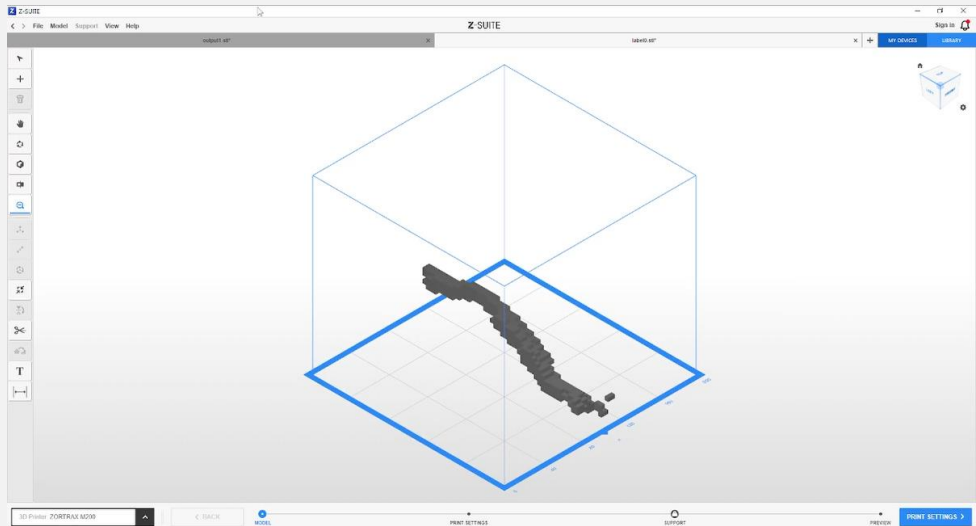 Z-SUITE
File Model Support View Help
Z-SUITE
Sign In
output1.stl*
label0.stl*
MY DEVICES
LIBRARY
T
3D Printer ZORTRAX M200
< BACK
MODEL
PRINT SETTINGS
SUPPORT
PREVIEW
PRINT SETTINGS >